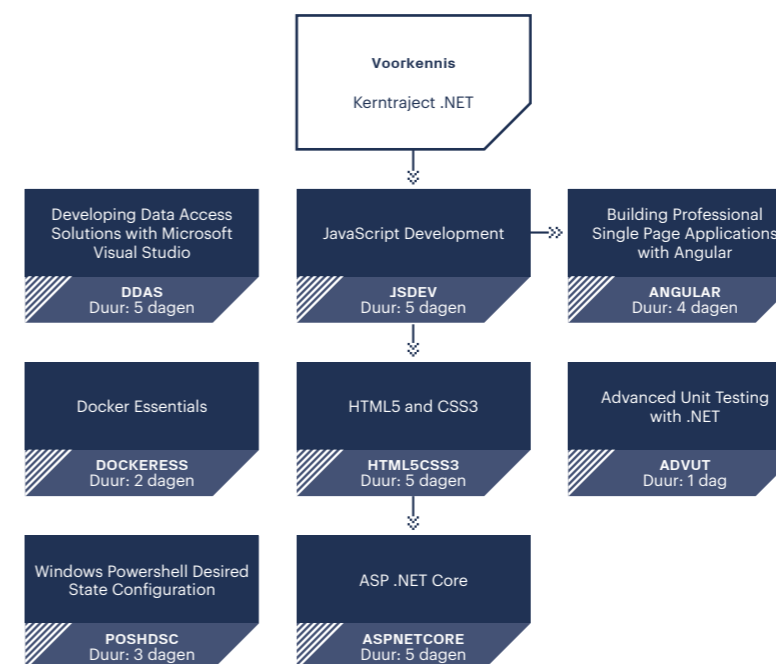 Voorkennis
Kerntraject .NET
Developing Data Access
Solutions with Microsoft
Visual Studio
DDAS
Duur: 5 dagen
JavaScript Development
JSDEV
Duur: 5 dagen
Building Professional
Single Page Applications
with Angular
ANGULAR
Duur: 4 dagen
Docker Essentials
DOCKERESS
Duur: 2 dagen
HTML5 and CSS3
HTML5CSS3
Duur: 5 dagen
Advanced Unit Testing
with .NET
ADVUT
Duur: 1 dag
Windows Powershell Desired
State Configuration
POSHDSC
Duur: 3 dagen
ASP .NET Core
ASPNETCORE
Duur: 5 dagen